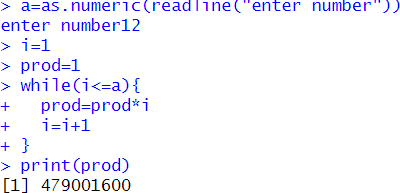 > a=as.numeric(readline("enter number"))
enter number12
> i=1
> prod=1
> while(i<=a){
+   prod=prod*i
+   i=i+1
+ }
> print(prod)
[1] 479001600